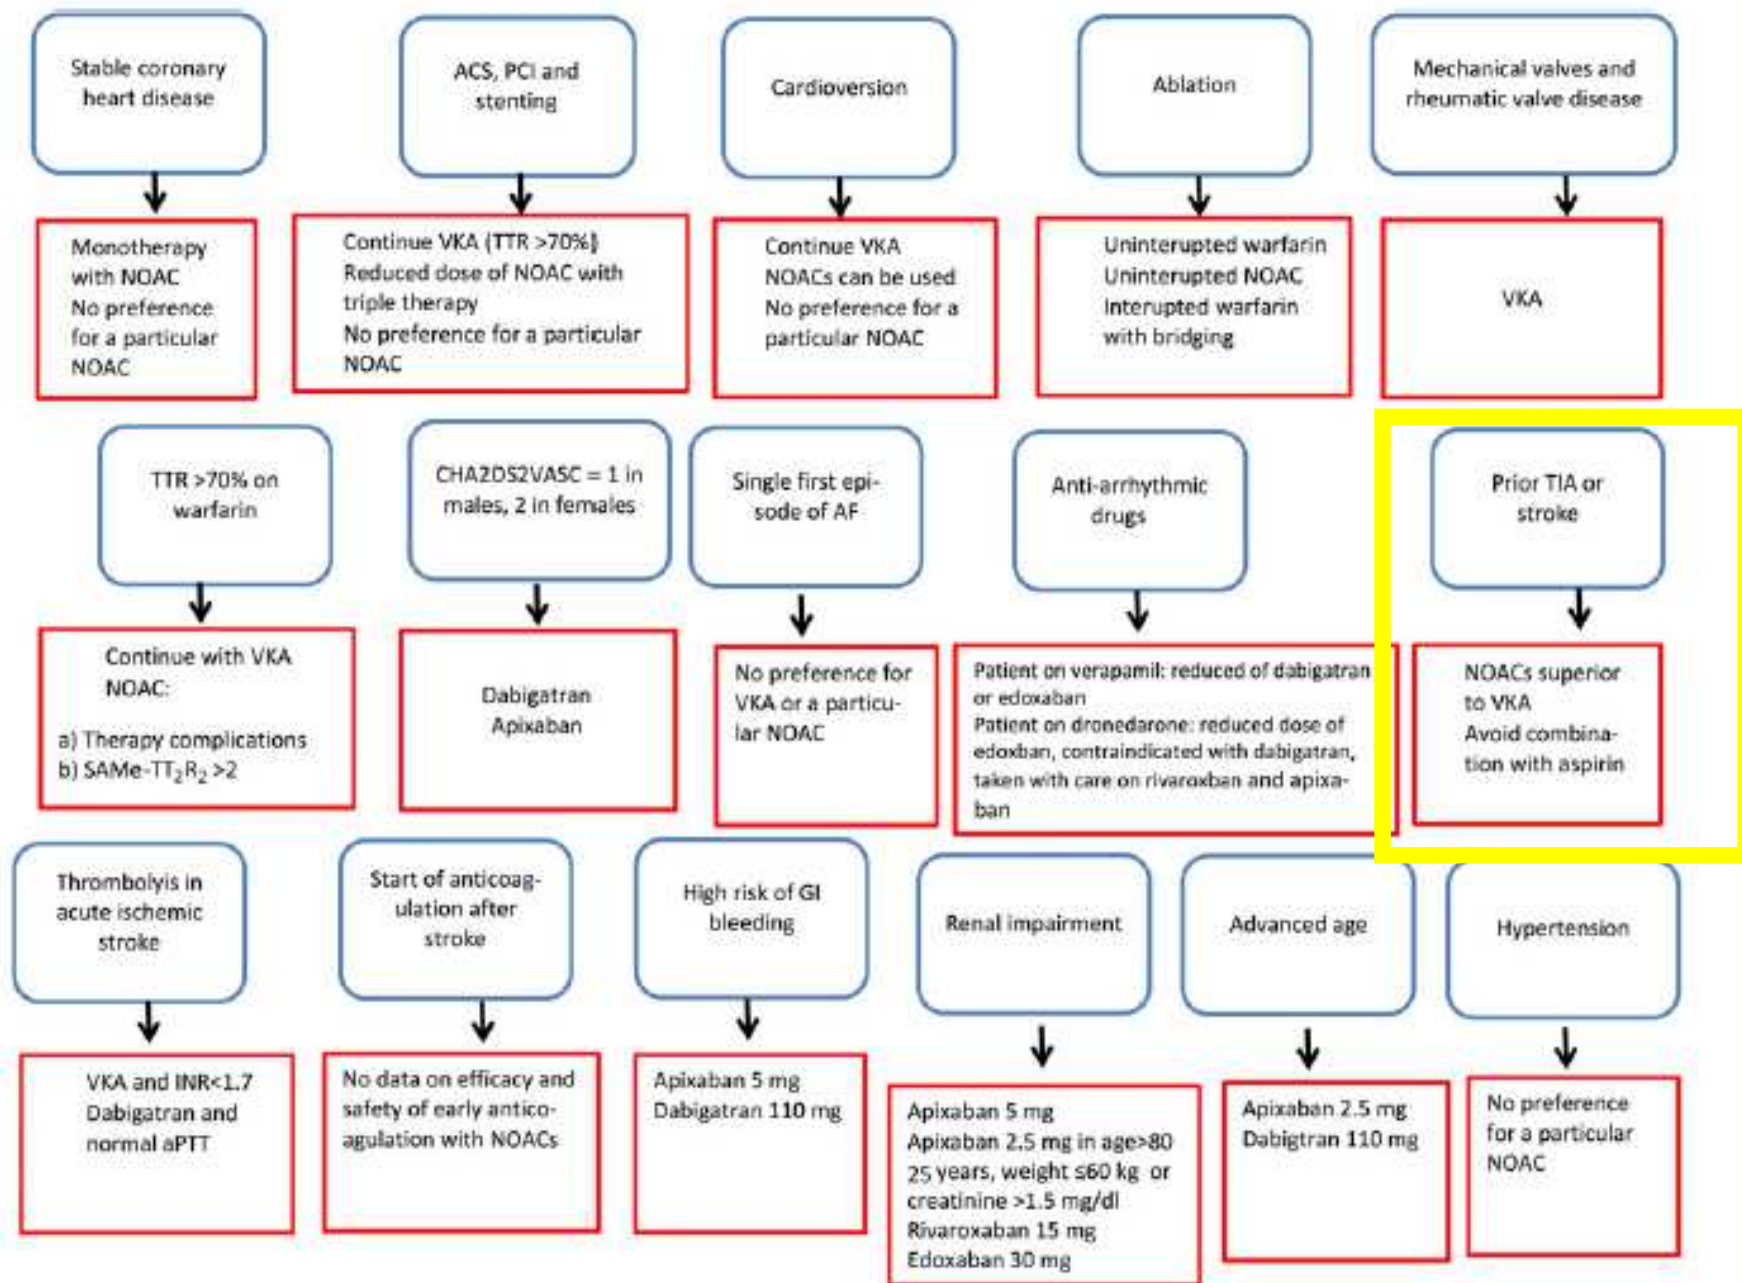 Stable coronary
heart disease
ACS, PCI and
stenting
Cardioversion
Ablation
Mechanical valves and
rheumatic valve disease
Monotherapy
with NOAC
No preference
for a particular
NOAC
Continue VKA (TTR >70%)
Reduced dose of NOAC with
triple therapy
No preference for a particular
NOAC
Continue VKA
NOACs can be used
No preference for a
particular NOAC
Uninterupted warfarin
Uninterupted NOAC
Interupted warfarin
with bridging
VKA
TTR >70% on
warfarin
CHA2DS2VASC = 1 in
males, 2 in females
Single first epi-
sode of AF
Anti-arrhythmic
drugs
Prior TIA or
stroke
Continue with VKA
NOAC:
a) Therapy complications
b) SAMe-TT₂R₂ >2
Dabigatran
Apixaban
No preference for
VKA or a particu-
lar NOAC
Patient on verapamil: reduced of dabigatran
or edoxaban
Patient on dronedarone: reduced dose of
edoxban, contraindicated with dabigatran,
taken with care on rivaroxban and apixa-
ban
NOACs superior
to VKA
Avoid combina-
tion with aspirin
Thrombolyis in
acute ischemic
stroke
Start of anticoag-
ulation after
stroke
High risk of GI
bleeding
Renal impairment
Advanced age
Hypertension
VKA and INR<1.7
Dabigatran and
normal aPTT
No data on efficacy and
safety of early antico-
agulation with NOACs
Apixaban 5 mg
Dabigatran 110 mg
Apixaban 5 mg
Apixaban 2.5 mg in age>80
25 years, weight ≤60 kg or
creatinine >1.5 mg/dl
Rivaroxaban 15 mg
Edoxaban 30 mg
Apixaban 2.5 mg
Dabigtran 110 mg
No preference
for a particular
NOAC